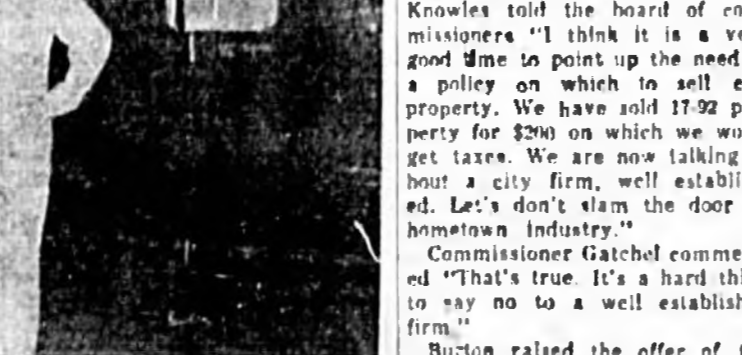 Knowles told the board of co
missioners "I think it is a ve
good time to point up the need
a policy on which to sell c
property. We have sold 17-92 p
perty for $200 on which we wo
get taxes. We are now talking
bout a city firm, well establi
ed. Let's don't slam the door
hometown industry."
Commissioner Gatchel comme
ed "That's true. It's a hard thi
to say no to a well establish
firm."
Burton raised the offer of